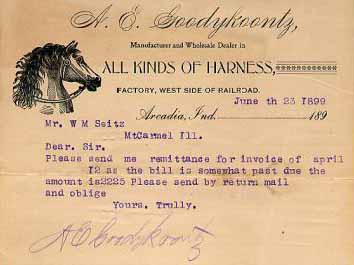 A. E. Goodykoontz,
Manufacturer and Wholesale Dealer in
ALL KINDS OF HARNESS,
FACTORY, WEST SIDE OF RAILROAD.
June th 23 1899
Arcadia, Ind. 189
Mr. W M Seitz
MtCarmel Ill.
Dear. Sir.
Please send me remittance for invoice of april
12 as the bill is somewhat past due the
amount is2225 Please send by return mail
and oblige
Yours. Trully.
A E Goodykoontz